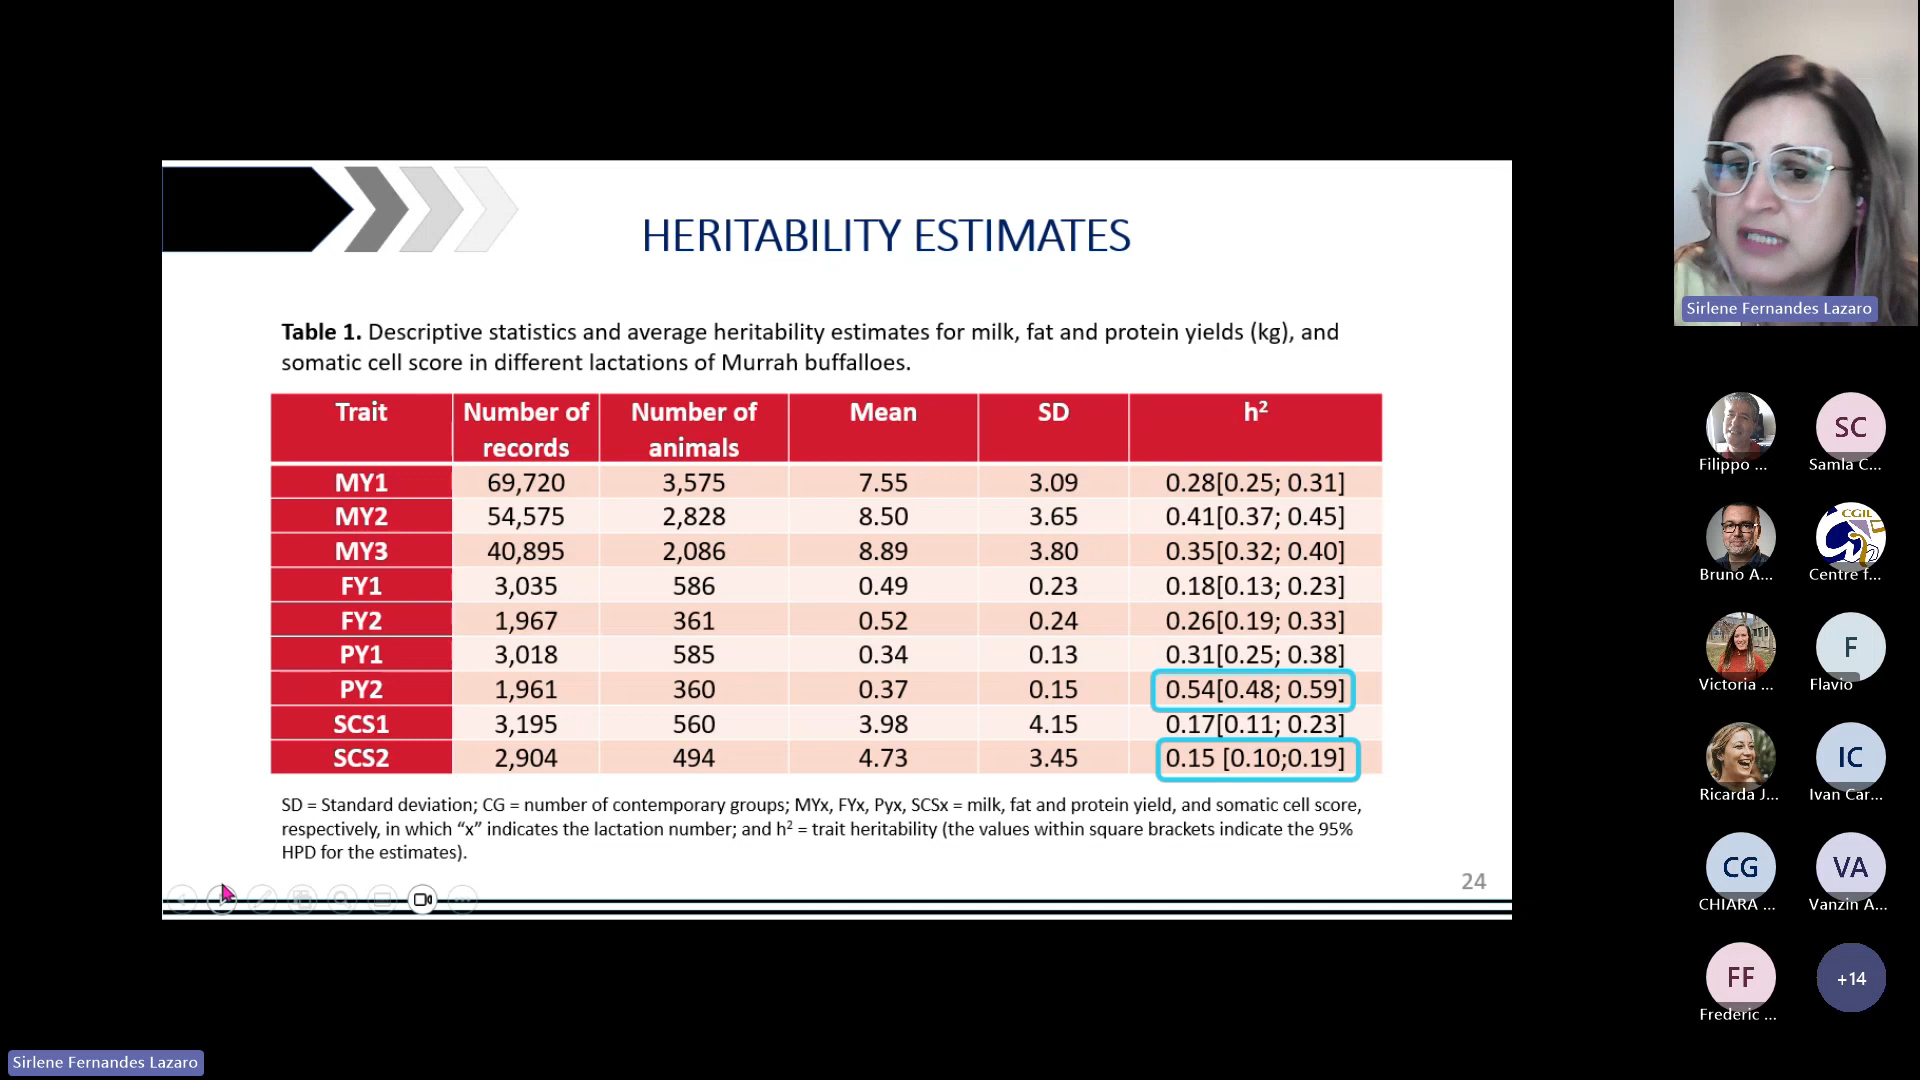 HERITABILITY ESTIMATES
Table 1. Descriptive statistics and average heritability estimates for milk, fat and protein yields (kg), and
somatic cell score in different lactations of Murrah buffalloes.
Trait Number of records Number of animals Mean SD h²
MY1 69,720 3,575 7.55 3.09 0.28[0.25; 0.31]
MY2 54,575 2,828 8.50 3.65 0.41[0.37; 0.45]
MY3 40,895 2,086 8.89 3.80 0.35[0.32; 0.40]
FY1 3,035 586 0.49 0.23 0.18[0.13; 0.23]
FY2 1,967 361 0.52 0.24 0.26[0.19; 0.33]
PY1 3,018 585 0.34 0.13 0.31[0.25; 0.38]
PY2 1,961 360 0.37 0.15 0.54[0.48; 0.59]
SCS1 3,195 560 3.98 4.15 0.17[0.11; 0.23]
SCS2 2,904 494 4.73 3.45 0.15 [0.10;0.19]
SD = Standard deviation; CG = number of contemporary groups; MYx, FYx, Pyx, SCSx = milk, fat and protein yield, and somatic cell score,
respectively, in which “x” indicates the lactation number; and h² = trait heritability (the values within square brackets indicate the 95%
HPD for the estimates).
24
Sirlene Fernandes Lazaro
SC
Filippo ... Samla C...
CGIL
Bruno A... Centre f...
F
Victoria ... Flavio
IC
Ricarda J... Ivan Car...
CG VA
CHIARA ... Vanzin A...
FF +14
Frederic ...
Sirlene Fernandes Lazaro